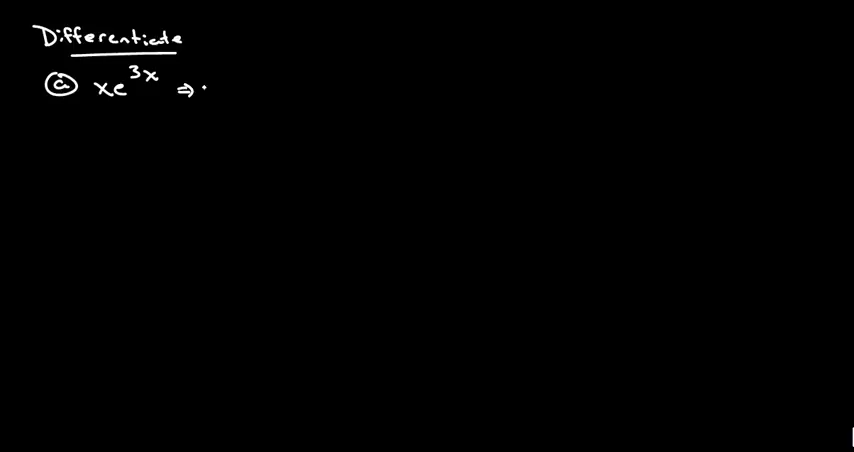 Differentiate
ⓐ xe^{3x} ⇒